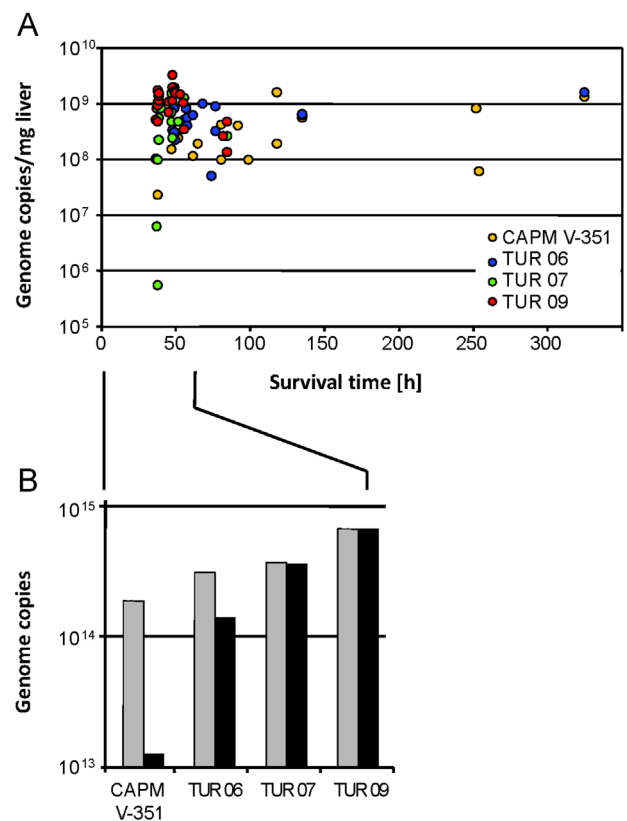 A
Genome copies/mg liver
10^10
10^9
10^8
10^7
10^6
10^5
CAPM V-351
TUR 06
TUR 07
TUR 09
0 50 100 150 200 250 300
Survival time [h]
B
Genome copies
10^15
10^14
10^13
CAPM V-351 TUR 06 TUR 07 TUR 09